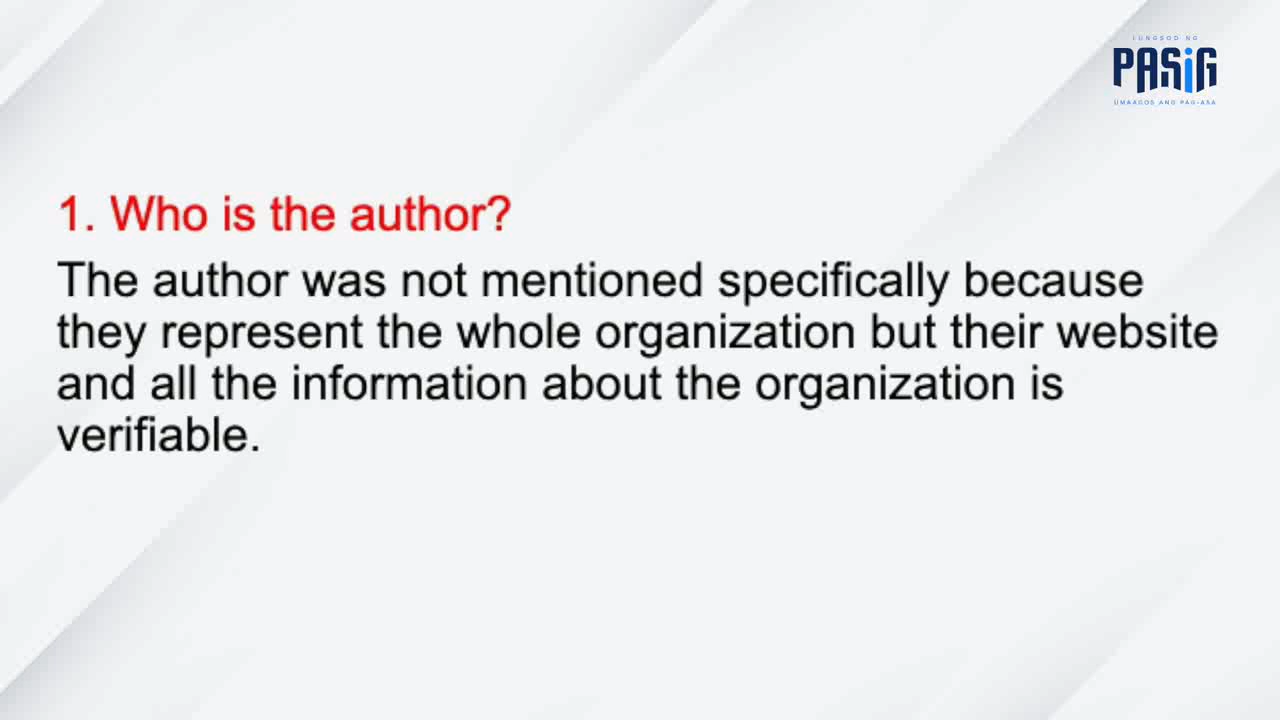 LUNGSOD NG
PASiG
UMAAGOS ANG PAG-ASA
1. Who is the author?
The author was not mentioned specifically because
they represent the whole organization but their website
and all the information about the organization is
verifiable.